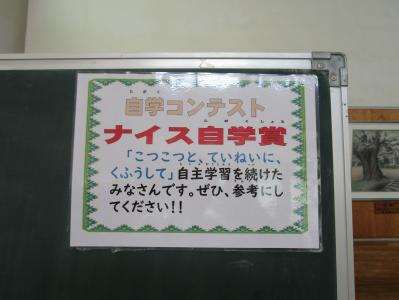 自学コンテスト
ナイス自学賞
「こつこつと、ていねいに、
くふうして」自主学習を続けた
みなさんです。ぜひ、参考にし
てください!!